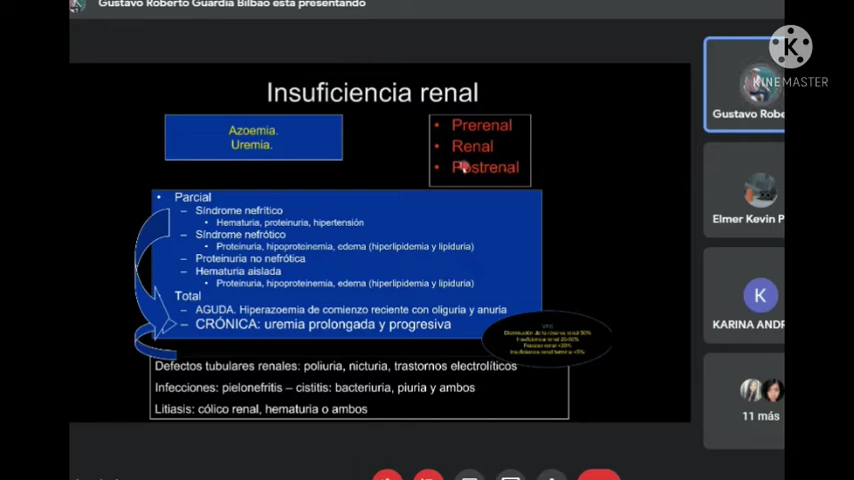 Gustavo Roberto Guardia Bilbao está presentando
K
KINEMASTER
Insuficiencia renal
Azoemia.
Uremia.
• Prerenal
• Renal
• Postrenal
Gustavo Robe
• Parcial
– Síndrome nefrítico
• Hematuria, proteinuria, hipertensión
– Síndrome nefrótico
• Proteinuria, hipoproteinemia, edema (hiperlipidemia y lipiduria)
– Proteinuria no nefrótica
– Hematuria aislada
• Proteinuria, hipoproteinemia, edema (hiperlipidemia y lipiduria)
Total
– AGUDA. Hiperazoemia de comienzo reciente con oliguria y anuria
– CRÓNICA: uremia prolongada y progresiva
Elmer Kevin P
K
KARINA ANDR
Insuficiencia renal
Defectos tubulares renales: poliuria, nicturia, trastornos electrolíticos
Infecciones: pielonefritis – cistitis: bacteriuria, piuria y ambos
Litiasis: cólico renal, hematuria o ambos
11 más